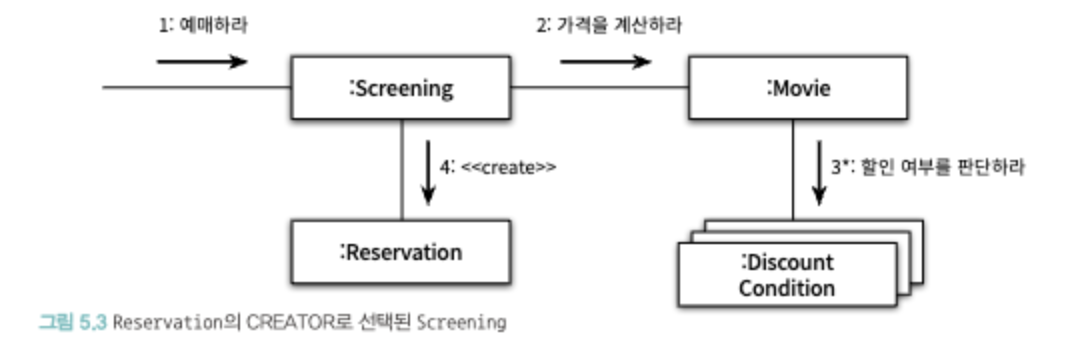 1: 예매하라
2: 가격을 계산하라
:Screening
:Movie
4: <<create>>
3*: 할인 여부를 판단하라
:Reservation
:Discount
Condition
그림 5.3 Reservation의 CREATOR로 선택된 Screening